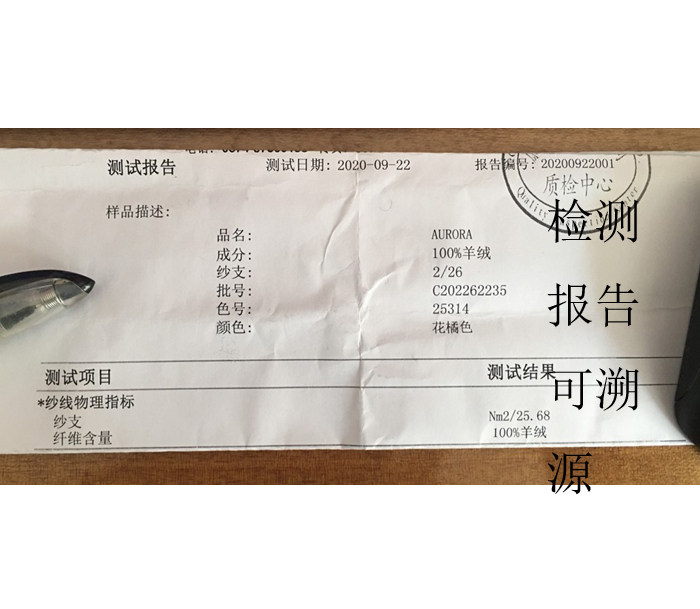 测试报告 测试日期: 2020-09-22 报告编号: 20200922001
质检中心
Quality
样品描述:
品名: AURORA
成分: 100%羊绒
纱支: 2/26
批号: C202262235
色号: 25314
颜色: 花橘色
测试项目 测试结果
*纱线物理指标
纱支 Nm2/25.68
纤维含量 100%羊绒
检测
报告
可溯
源